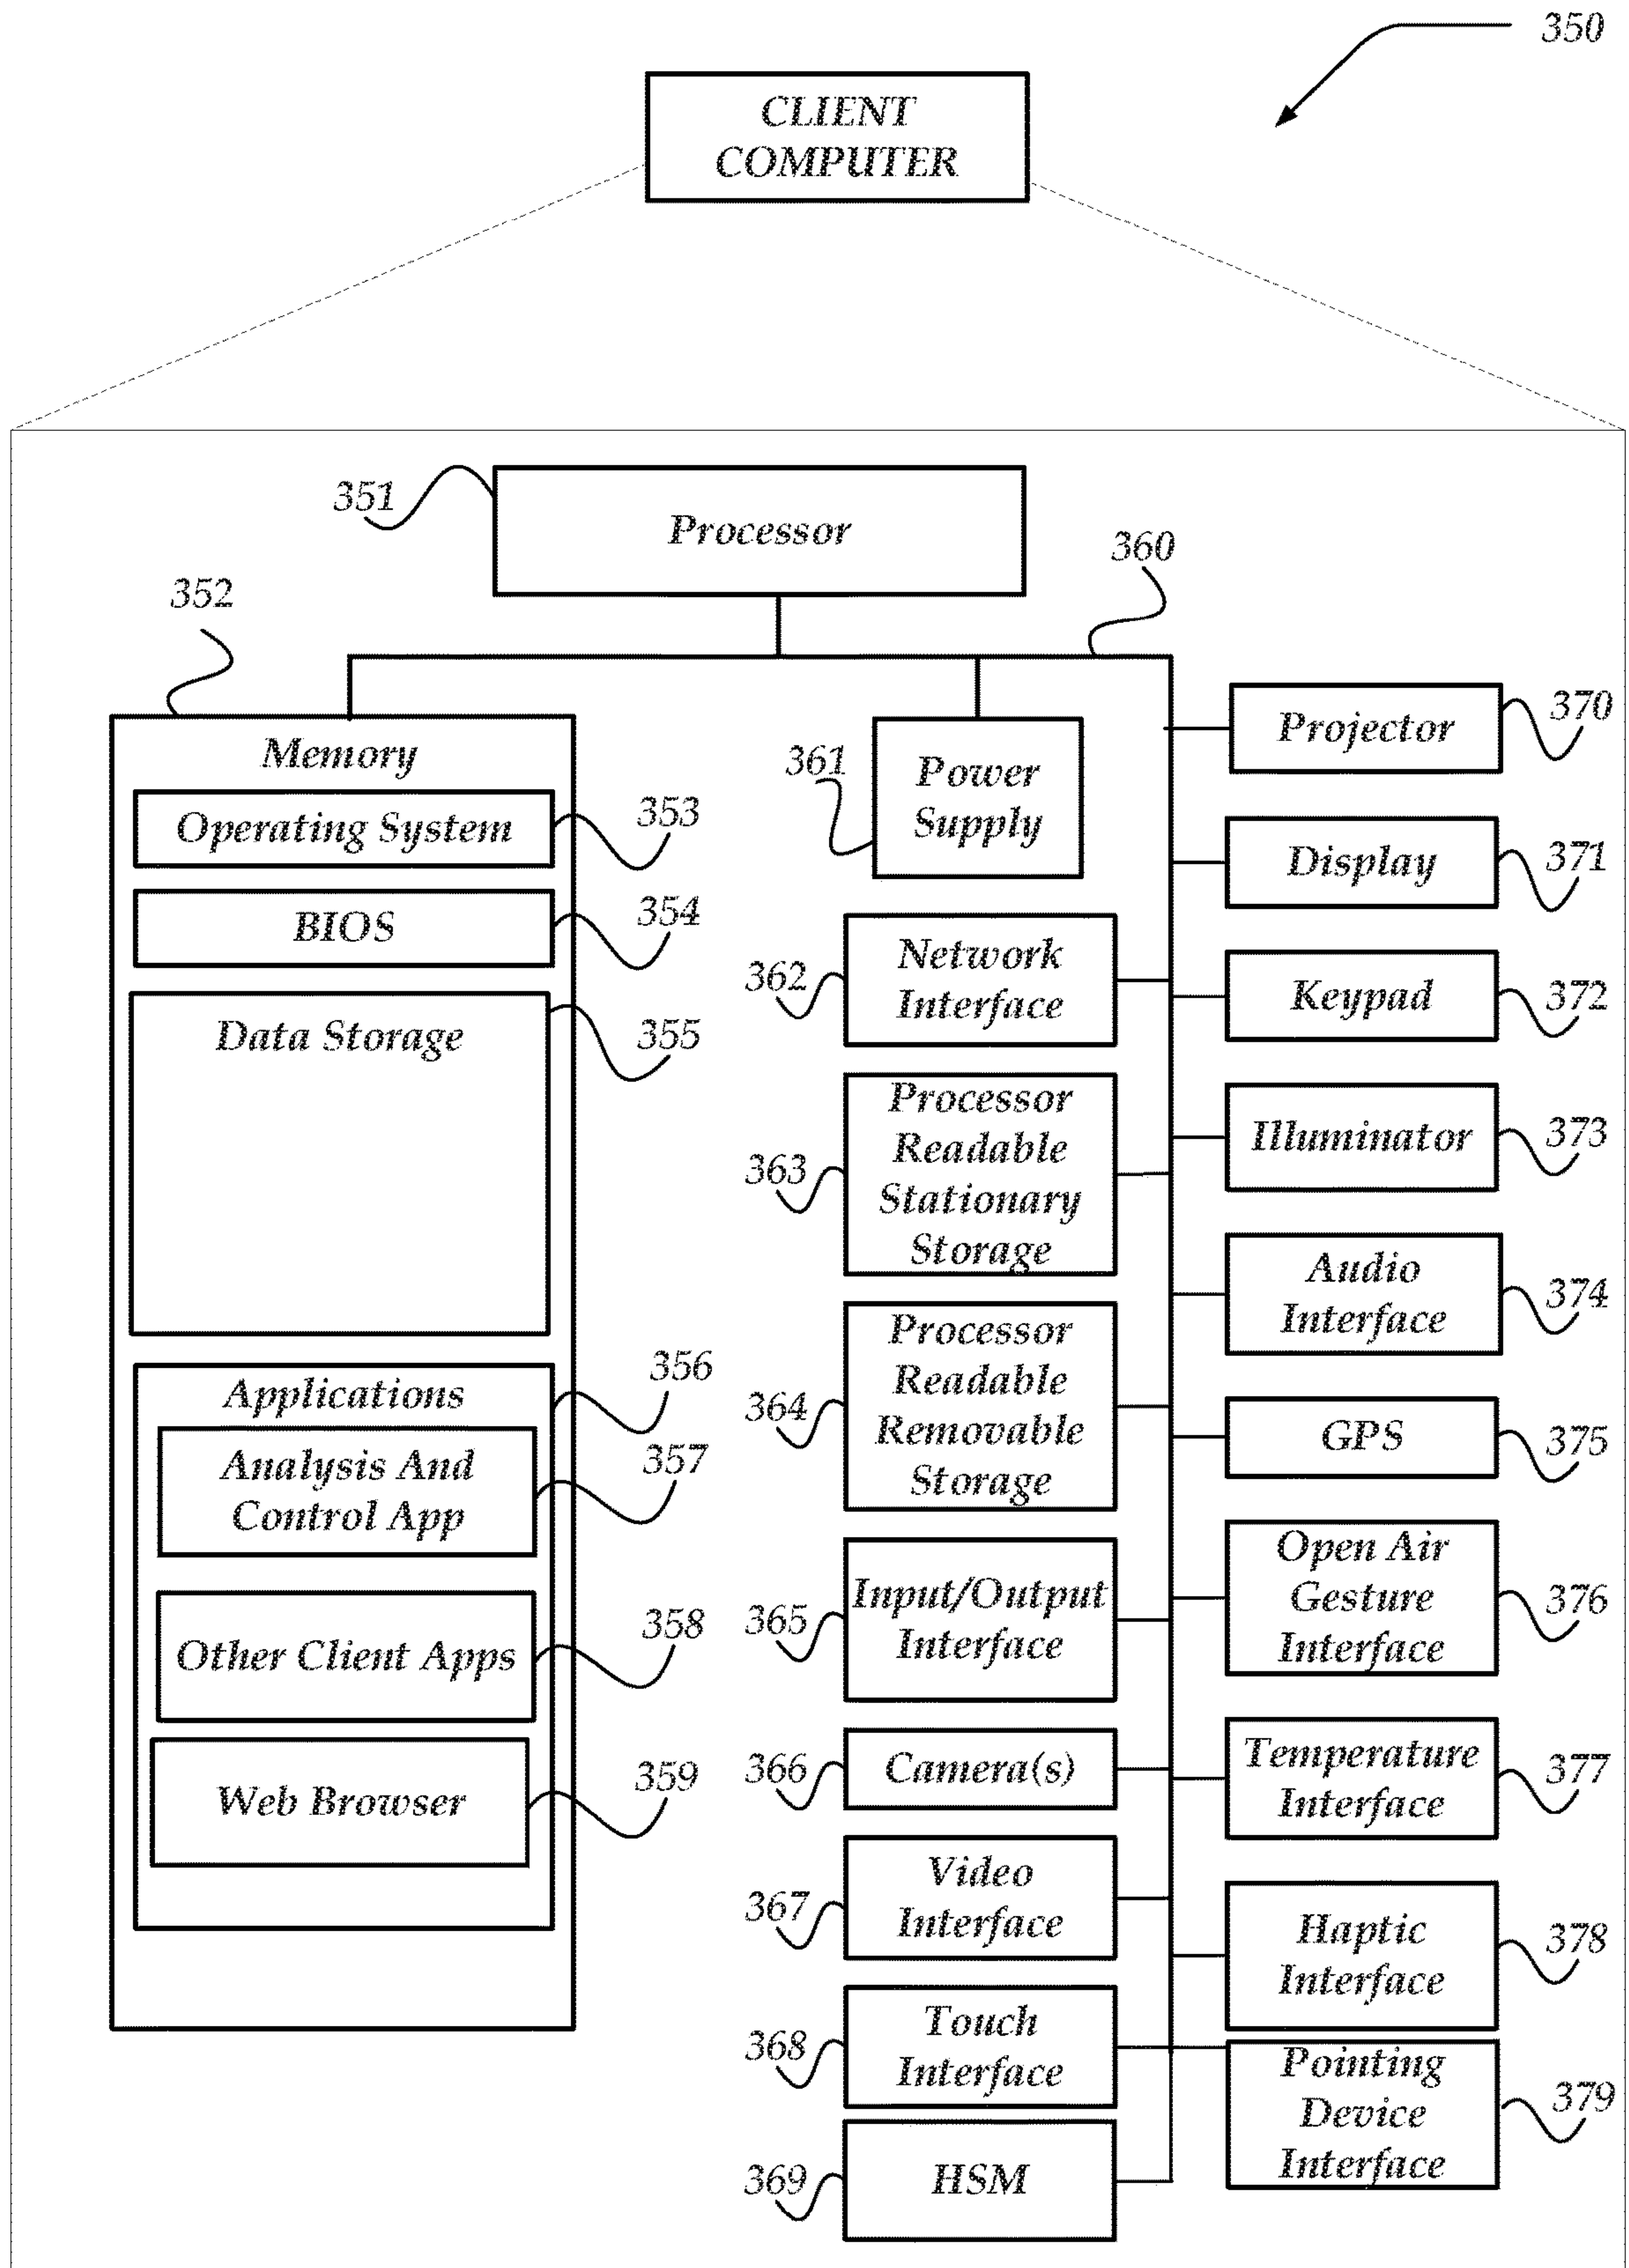 350
CLIENT
COMPUTER
351
Processor
360
352
Memory
Operating System
353
BIOS
354
Data Storage
355
Applications
356
Analysis And
Control App
357
Other Client Apps
358
Web Browser
359
361
Power
Supply
362
Network
Interface
363
Processor
Readable
Stationary
Storage
364
Processor
Readable
Removable
Storage
365
Input/Output
Interface
366
Camera(s)
367
Video
Interface
368
Touch
Interface
369
HSM
Projector
370
Display
371
Keypad
372
Illuminator
373
Audio
Interface
374
GPS
375
Open Air
Gesture
Interface
376
Temperature
Interface
377
Haptic
Interface
378
Pointing
Device
Interface
379